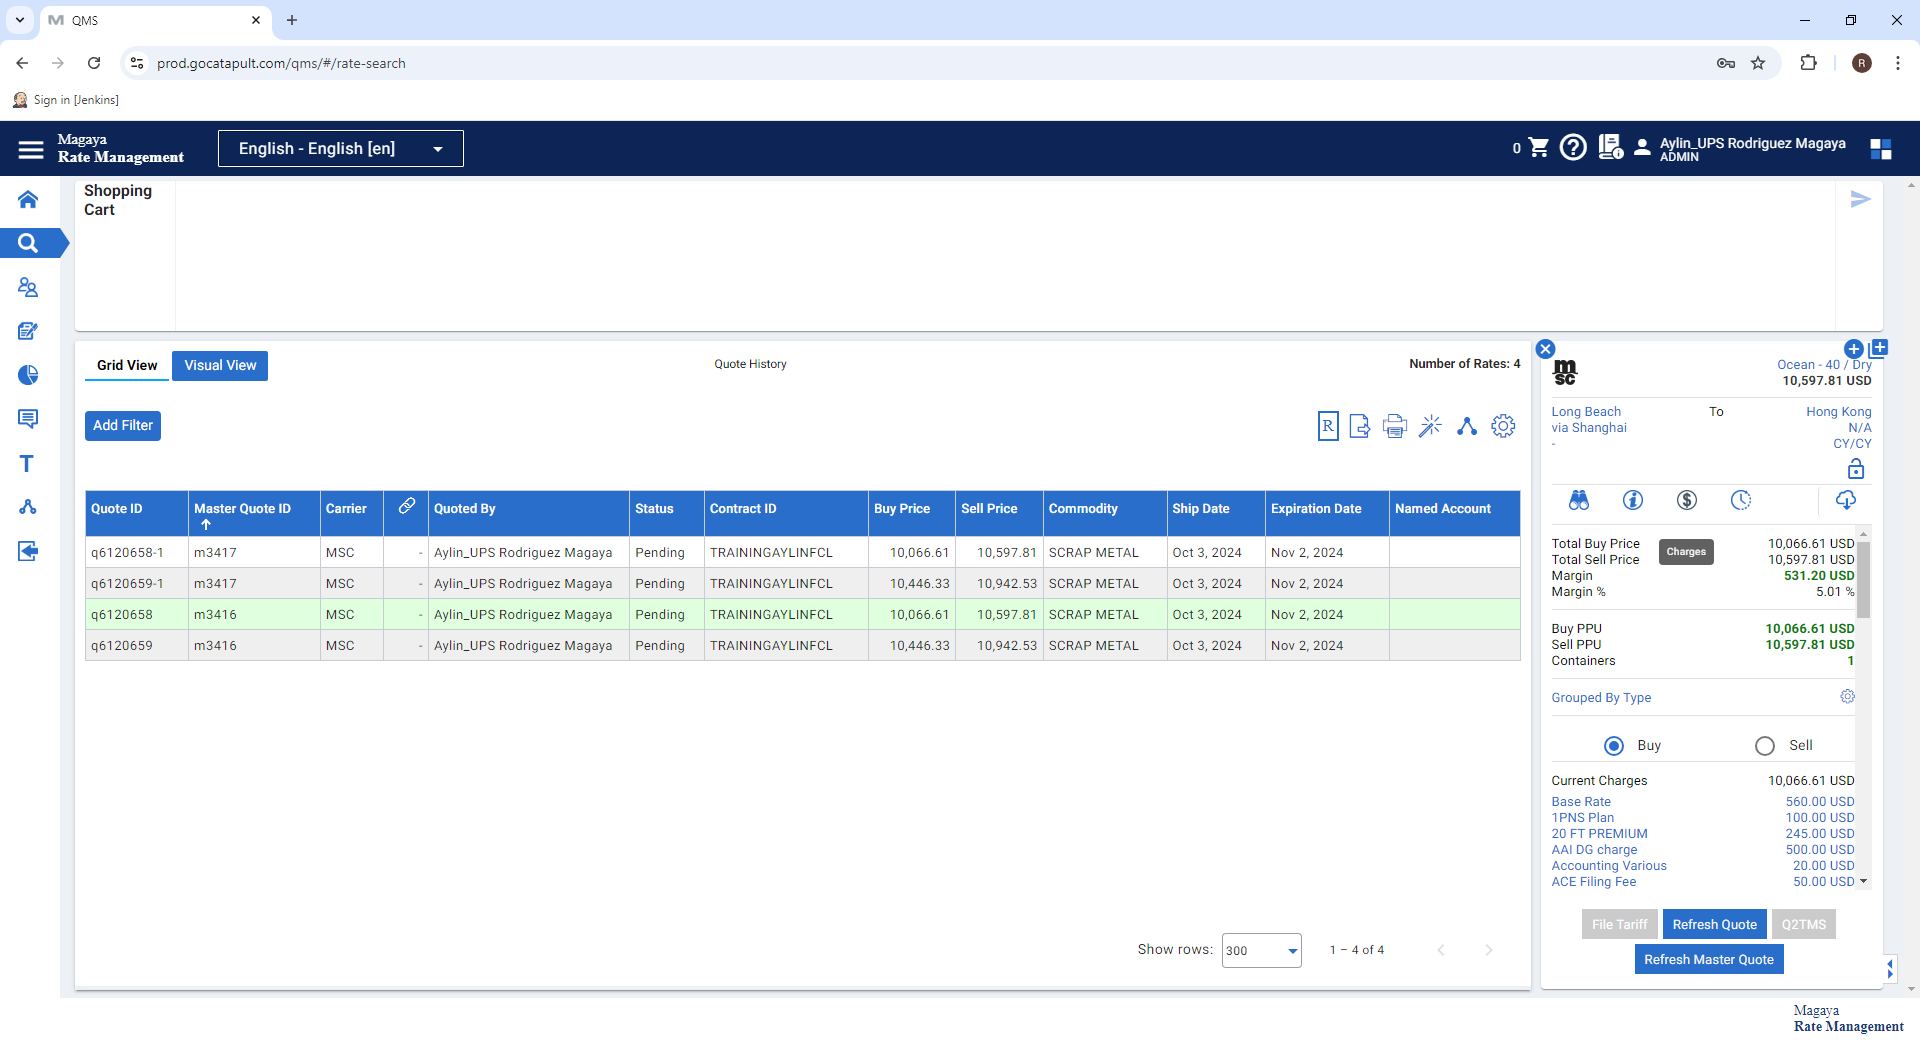 QMS
prod.gocatapult.com/qms/#/rate-search
R
Sign in [Jenkins]
Magaya
Rate Management
English - English [en]
0
Aylin_UPS Rodriguez Magaya
ADMIN
Shopping
Cart
Grid View
Visual View
Quote History
Number of Rates: 4
Add Filter
R
Quote ID Master Quote ID Carrier Quoted By Status Contract ID Buy Price Sell Price Commodity Ship Date Expiration Date Named Account
q6120658-1 m3417 MSC - Aylin_UPS Rodriguez Magaya Pending TRAININGAYLINFCL 10,066.61 10,597.81 SCRAP METAL Oct 3, 2024 Nov 2, 2024
q6120659-1 m3417 MSC - Aylin_UPS Rodriguez Magaya Pending TRAININGAYLINFCL 10,446.33 10,942.53 SCRAP METAL Oct 3, 2024 Nov 2, 2024
q6120658 m3416 MSC - Aylin_UPS Rodriguez Magaya Pending TRAININGAYLINFCL 10,066.61 10,597.81 SCRAP METAL Oct 3, 2024 Nov 2, 2024
q6120659 m3416 MSC - Aylin_UPS Rodriguez Magaya Pending TRAININGAYLINFCL 10,446.33 10,942.53 SCRAP METAL Oct 3, 2024 Nov 2, 2024
Show rows: 300 1 – 4 of 4
msc
Ocean - 40 / Dry
10,597.81 USD
Long Beach To Hong Kong
via Shanghai N/A
- CY/CY
Total Buy Price 10,066.61 USD
Charges
Total Sell Price 10,597.81 USD
Margin 531.20 USD
Margin % 5.01 %
Buy PPU 10,066.61 USD
Sell PPU 10,597.81 USD
Containers 1
Grouped By Type
Buy Sell
Current Charges 10,066.61 USD
Base Rate 560.00 USD
1PNS Plan 100.00 USD
20 FT PREMIUM 245.00 USD
AAI DG charge 500.00 USD
Accounting Various 20.00 USD
ACE Filing Fee 50.00 USD
File Tariff Refresh Quote Q2TMS
Refresh Master Quote
Magaya
Rate Management